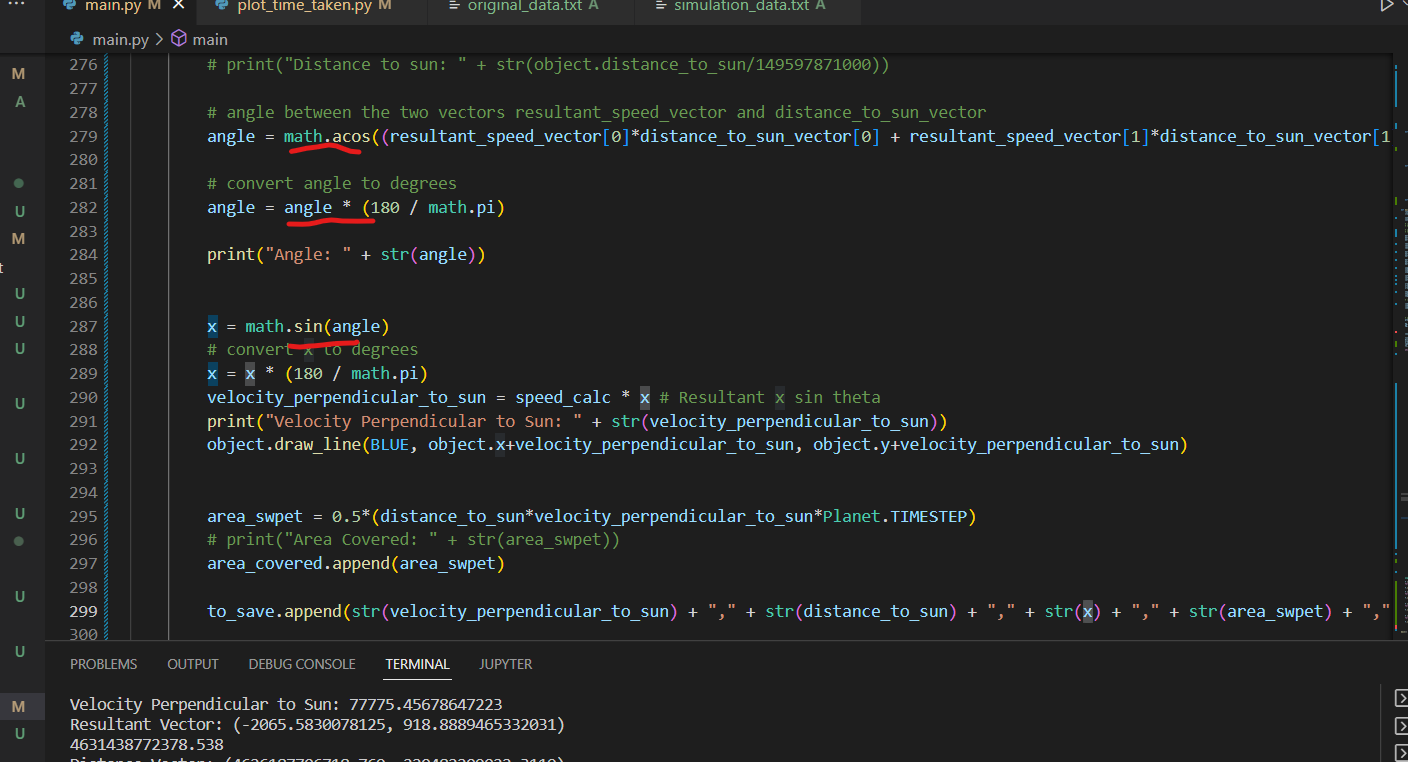 main.py M
plot_time_taken.py M
original_data.txt A
simulation_data.txt A
main.py > main
276 # print("Distance to sun: " + str(object.distance_to_sun/149597871000))
277
278 # angle between the two vectors resultant_speed_vector and distance_to_sun_vector
279 angle = math.acos((resultant_speed_vector[0]*distance_to_sun_vector[0] + resultant_speed_vector[1]*distance_to_sun_vector[1
280
281 # convert angle to degrees
282 angle = angle * (180 / math.pi)
283
284 print("Angle: " + str(angle))
285
286
287 x = math.sin(angle)
288 # convert x to degrees
289 x = x * (180 / math.pi)
290 velocity_perpendicular_to_sun = speed_calc * x # Resultant x sin theta
291 print("Velocity Perpendicular to Sun: " + str(velocity_perpendicular_to_sun))
292 object.draw_line(BLUE, object.x+velocity_perpendicular_to_sun, object.y+velocity_perpendicular_to_sun)
293
294
295 area_swpet = 0.5*(distance_to_sun*velocity_perpendicular_to_sun*Planet.TIMESTEP)
296 # print("Area Covered: " + str(area_swpet))
297 area_covered.append(area_swpet)
298
299 to_save.append(str(velocity_perpendicular_to_sun) + "," + str(distance_to_sun) + "," + str(x) + "," + str(area_swpet) + ","
300
M
A
U
M
t
U
U
U
U
U
U
U
U
M
U
PROBLEMS OUTPUT DEBUG CONSOLE TERMINAL JUPYTER
Velocity Perpendicular to Sun: 77775.45678647223
Resultant Vector: (-2065.5830078125, 918.8889465332031)
4631438772378.538